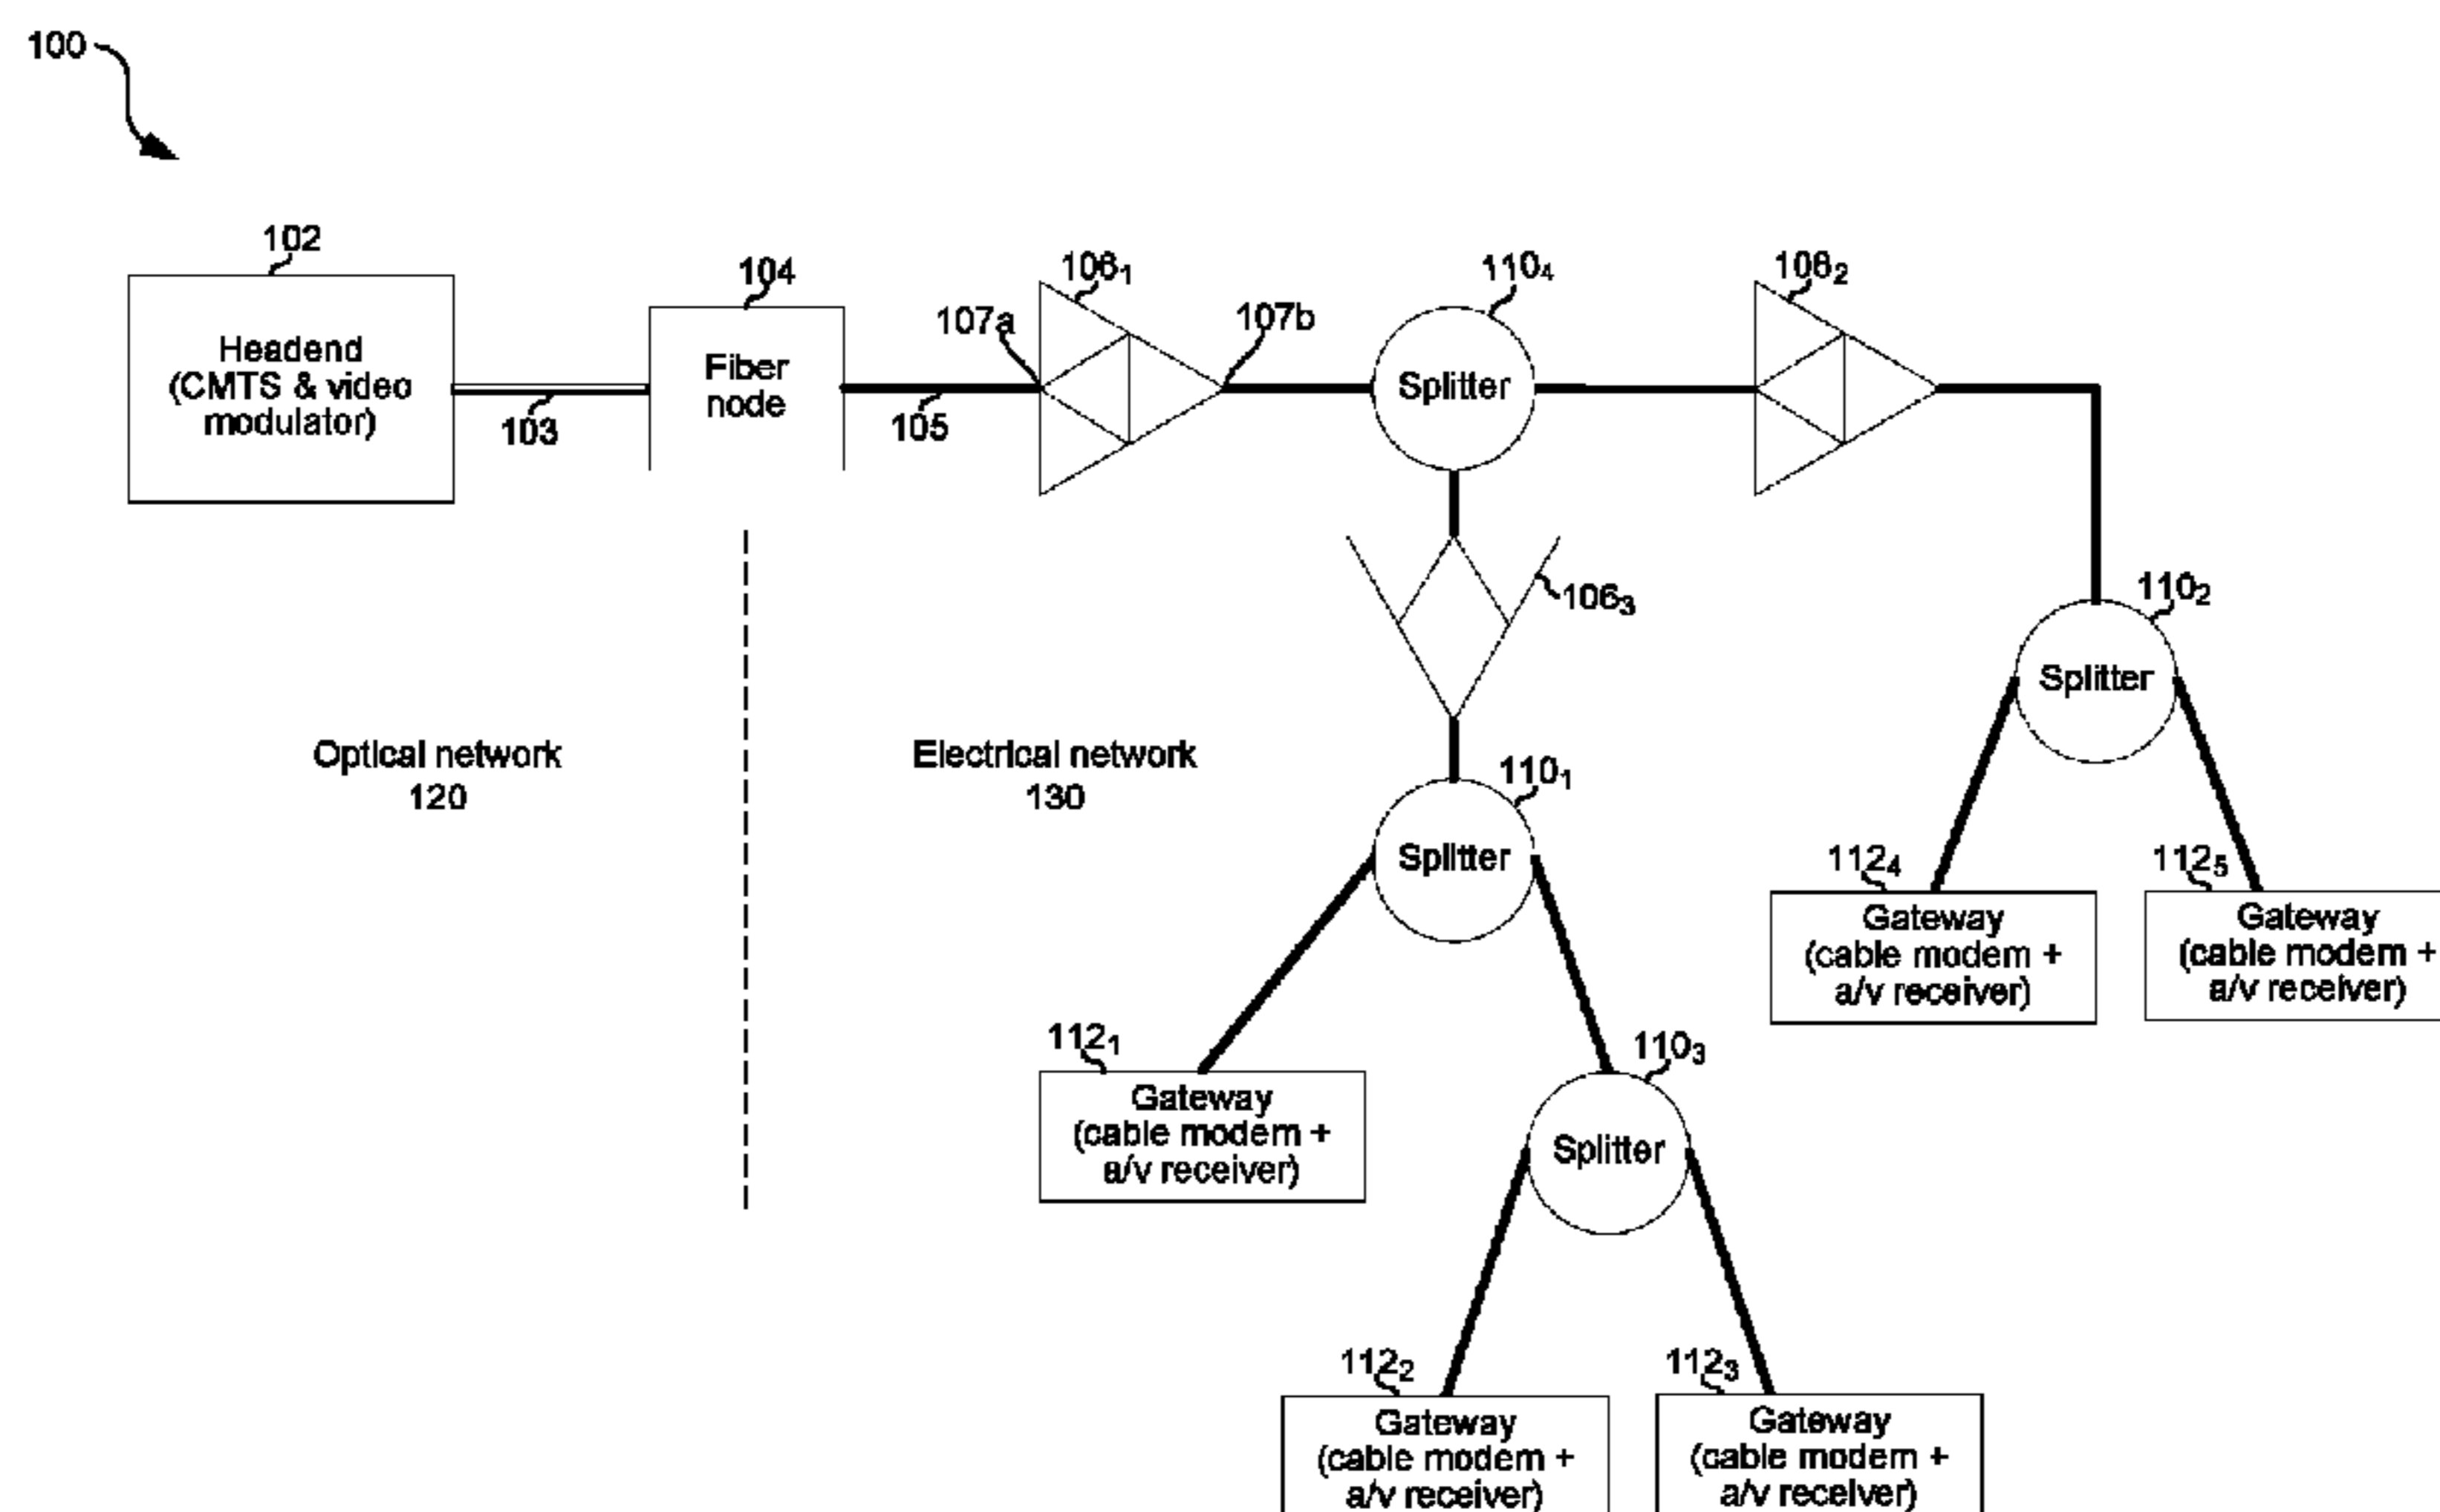 100
102
Headend
(CMTS & video
modulator)
103
104
Fiber
node
105
107a
106₁
107b
110₄
Splitter
106₂
106₃
110₂
Splitter
Optical network
120
Electrical network
130
110₁
Splitter
112₄
Gateway
(cable modem +
a/v receiver)
112₅
Gateway
(cable modem +
a/v receiver)
112₁
Gateway
(cable modem +
a/v receiver)
110₃
Splitter
112₂
Gateway
(cable modem +
a/v receiver)
112₃
Gateway
(cable modem +
a/v receiver)